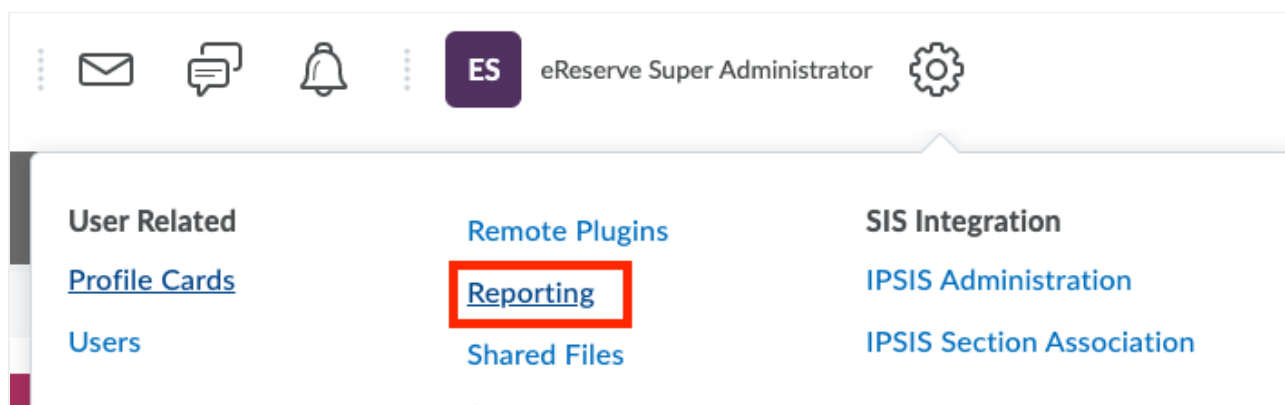 ES eReserve Super Administrator
User Related
Profile Cards
Users
Remote Plugins
Reporting
Shared Files
SIS Integration
IPSIS Administration
IPSIS Section Association